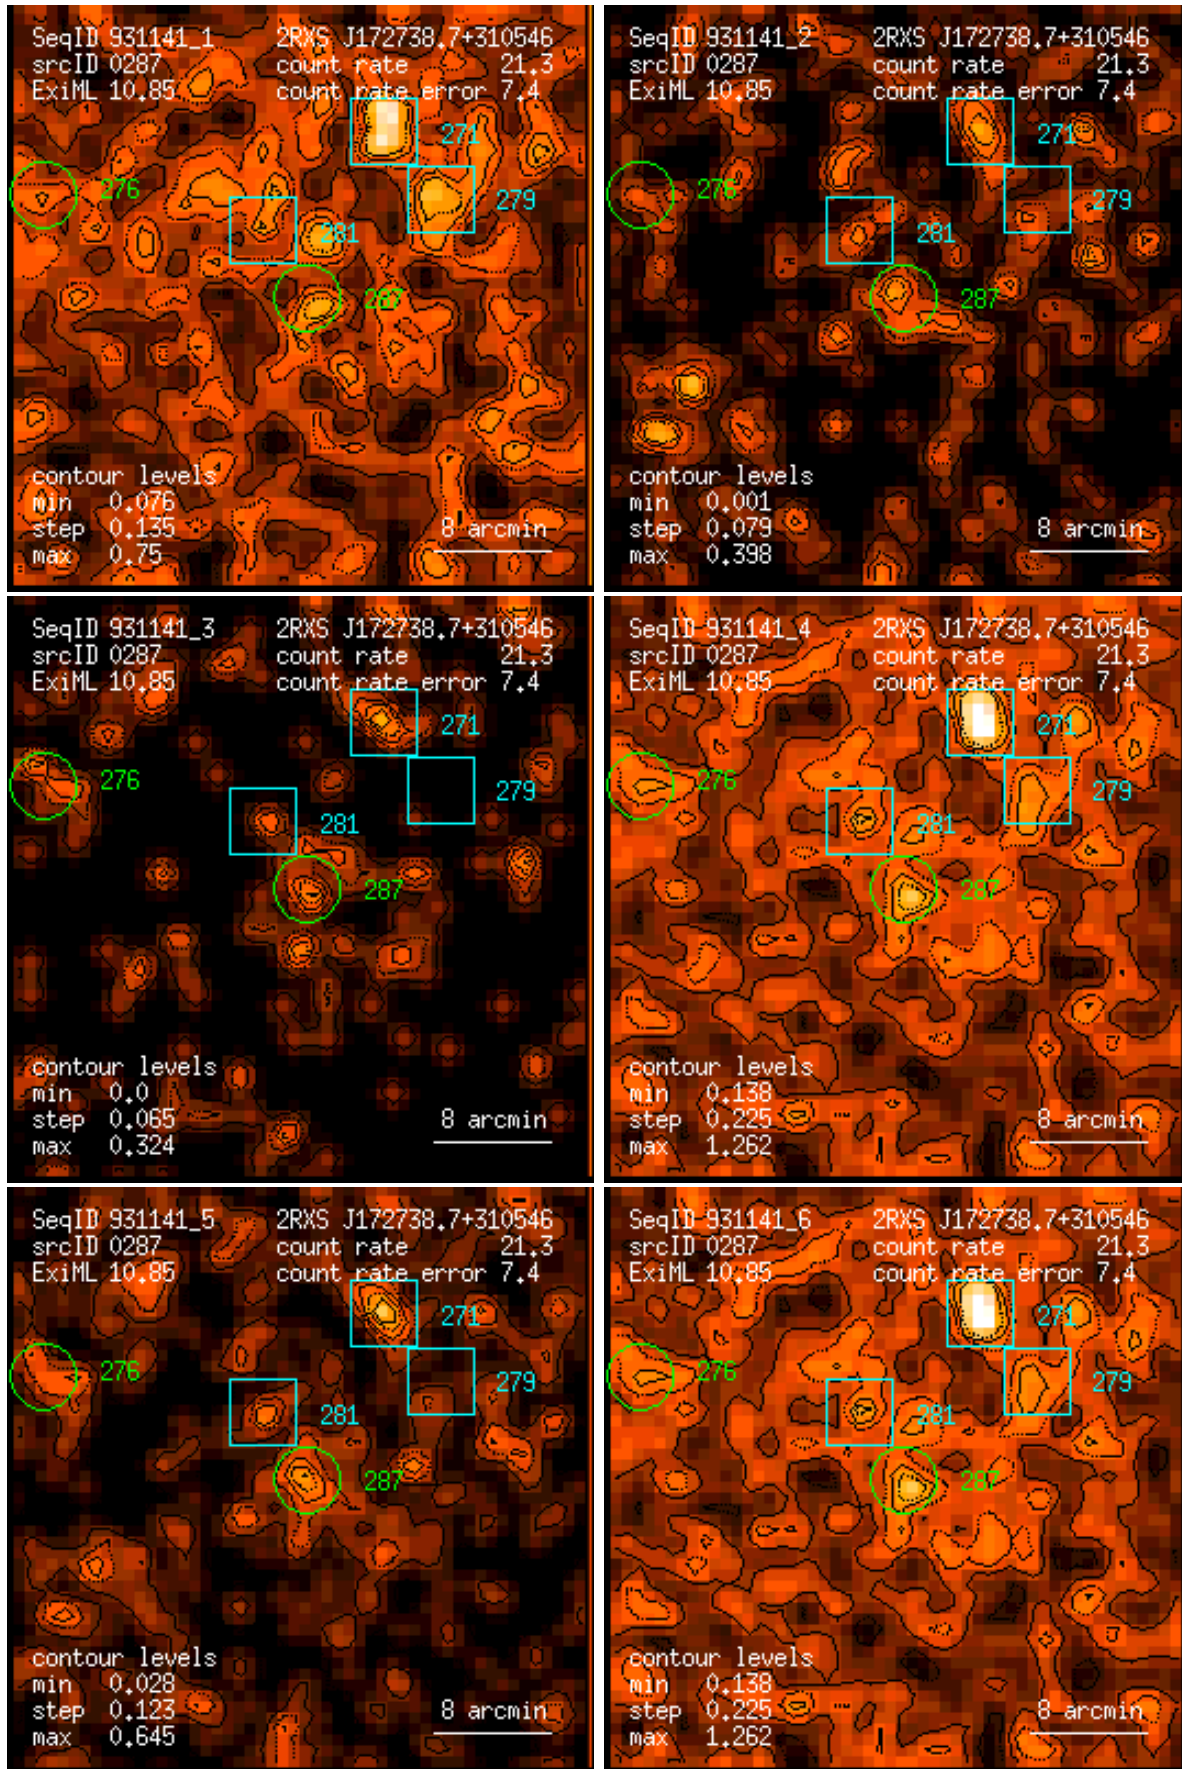 SeqID 931141_1 2RXS J172738.7+310546
srcID 0287 count rate 21.3
ExiML 10.85 count rate error 7.4
271
276
279
281
287
contour levels
min 0.076
step 0.135 8 arcmin
max 0.75
SeqID 931141_2 2RXS J172738.7+310546
srcID 0287 count rate 21.3
ExiML 10.85 count rate error 7.4
271
276
279
281
287
contour levels
min 0.001
step 0.079 8 arcmin
max 0.398
SeqID 931141_3 2RXS J172738.7+310546
srcID 0287 count rate 21.3
ExiML 10.85 count rate error 7.4
271
276
279
281
287
contour levels
min 0.0
step 0.065 8 arcmin
max 0.324
SeqID 931141_4 2RXS J172738.7+310546
srcID 0287 count rate 21.3
ExiML 10.85 count rate error 7.4
271
276
279
281
287
contour levels
min 0.138
step 0.225 8 arcmin
max 1.262
SeqID 931141_5 2RXS J172738.7+310546
srcID 0287 count rate 21.3
ExiML 10.85 count rate error 7.4
271
276
279
281
287
contour levels
min 0.028
step 0.123 8 arcmin
max 0.645
SeqID 931141_6 2RXS J172738.7+310546
srcID 0287 count rate 21.3
ExiML 10.85 count rate error 7.4
271
276
279
281
287
contour levels
min 0.138
step 0.225 8 arcmin
max 1.262